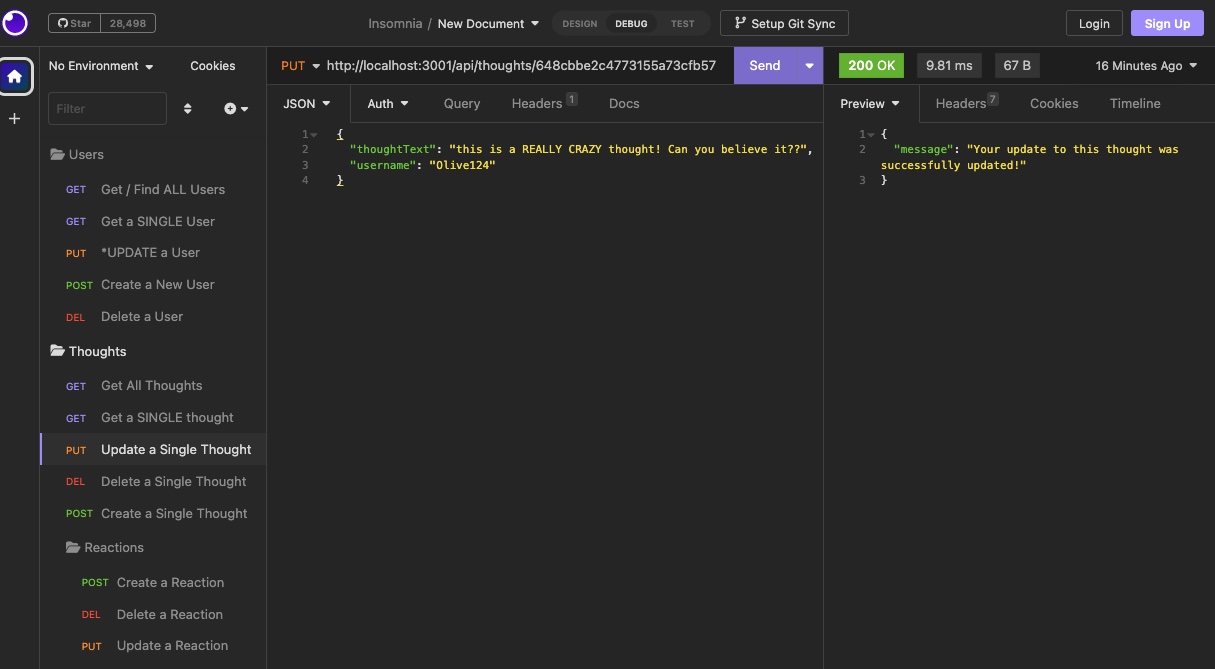 Star 28,498
Insomnia / New Document
DESIGN DEBUG TEST
Setup Git Sync
Login
Sign Up
No Environment
Cookies
Filter
Users
GET Get / Find ALL Users
GET Get a SINGLE User
PUT *UPDATE a User
POST Create a New User
DEL Delete a User
Thoughts
GET Get All Thoughts
GET Get a SINGLE thought
PUT Update a Single Thought
DEL Delete a Single Thought
POST Create a Single Thought
Reactions
POST Create a Reaction
DEL Delete a Reaction
PUT Update a Reaction
PUT http://localhost:3001/api/thoughts/648cbbe2c4773155a73cfb57
Send
JSON Auth Query Headers 1 Docs
1 {
2 "thoughtText": "this is a REALLY CRAZY thought! Can you believe it??",
3 "username": "Olive124"
4 }
200 OK 9.81 ms 67 B 16 Minutes Ago
Preview Headers 7 Cookies Timeline
1 {
2 "message": "Your update to this thought was
successfully updated!"
3 }